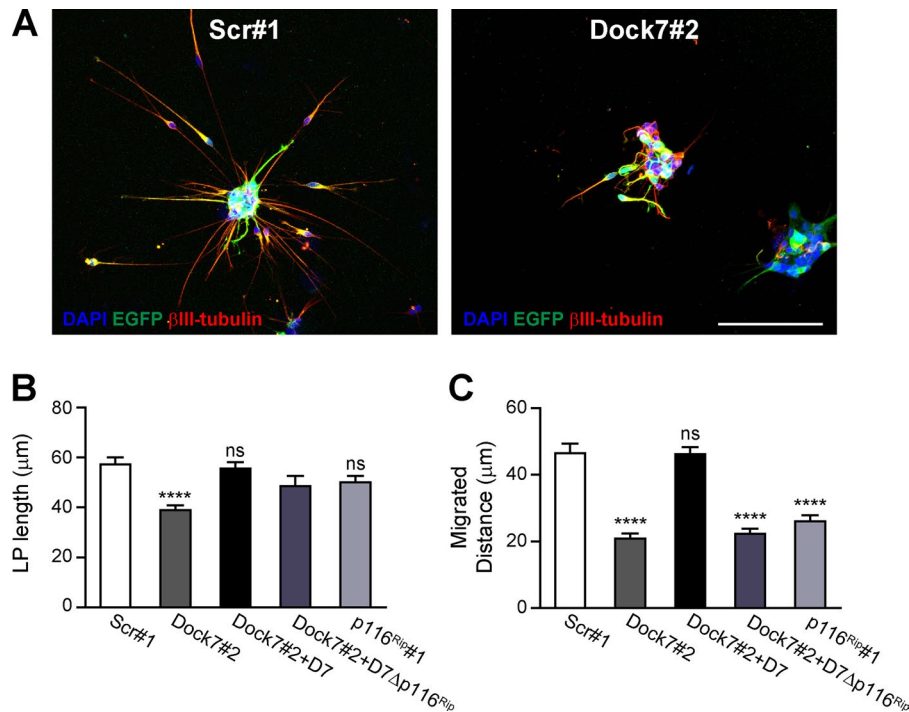 A
Scr#1
Dock7#2
DAPI EGFP βIII-tubulin
DAPI EGFP βIII-tubulin
B
LP length (μm)
80
60
40
20
0
****
ns
ns
Scr#1
Dock7#2
Dock7#2+D7
Dock7#2+D7Δp116Rip
p116Rip#1
C
Migrated
Distance (μm)
60
40
20
0
****
ns
****
****
Scr#1
Dock7#2
Dock7#2+D7
Dock7#2+D7Δp116Rip
p116Rip#1